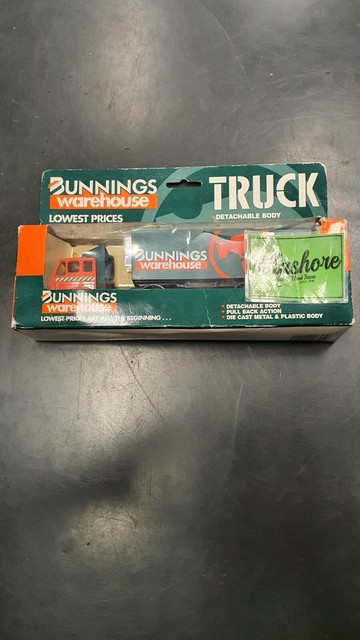 BUNNINGS
warehouse
LOWEST PRICES
TRUCK
DETACHABLE BODY
BUNNINGS
warehouse
BUNNINGS
warehouse
LOWEST PRICES ARE JUST THE BEGINNING...
DETACHABLE BODY
PULL BACK ACTION
DIE CAST METAL & PLASTIC BODY